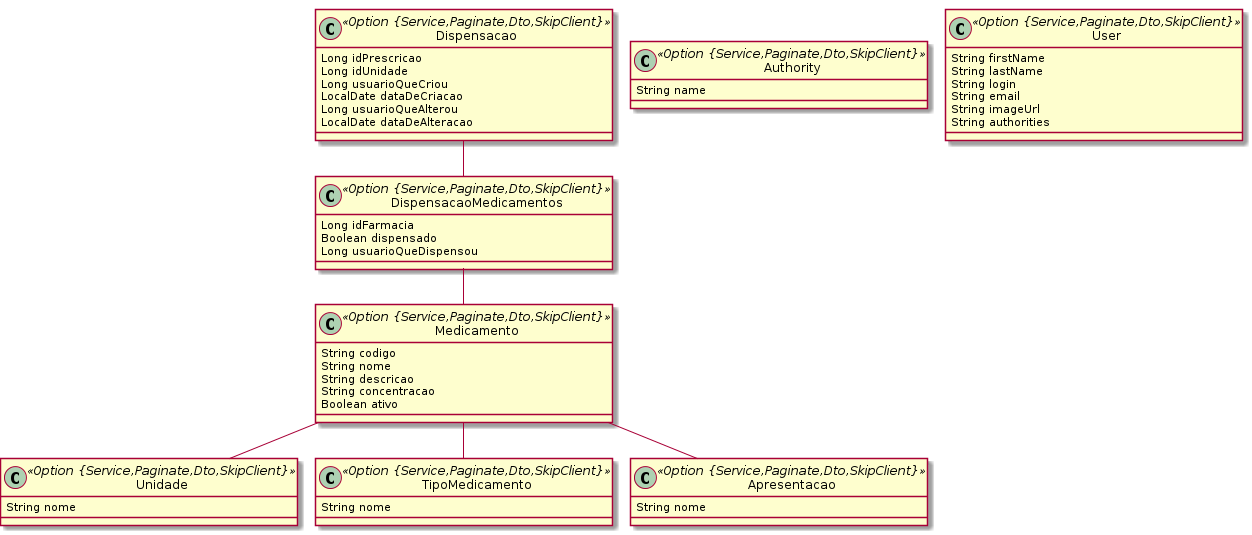 C «Option {Service,Paginate,Dto,SkipClient}»
Dispensacao
Long idPrescricao
Long idUnidade
Long usuarioQueCriou
LocalDate dataDeCriacao
Long usuarioQueAlterou
LocalDate dataDeAlteracao
C «Option {Service,Paginate,Dto,SkipClient}»
Authority
String name
C «Option {Service,Paginate,Dto,SkipClient}»
User
String firstName
String lastName
String login
String email
String imageUrl
String authorities
C «Option {Service,Paginate,Dto,SkipClient}»
DispensacaoMedicamentos
Long idFarmacia
Boolean dispensado
Long usuarioQueDispensou
C «Option {Service,Paginate,Dto,SkipClient}»
Medicamento
String codigo
String nome
String descricao
String concentracao
Boolean ativo
C «Option {Service,Paginate,Dto,SkipClient}»
Unidade
String nome
C «Option {Service,Paginate,Dto,SkipClient}»
TipoMedicamento
String nome
C «Option {Service,Paginate,Dto,SkipClient}»
Apresentacao
String nome